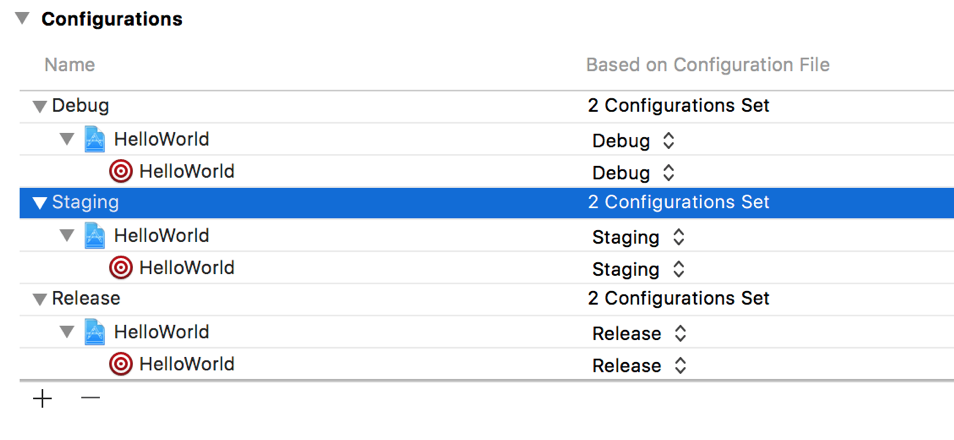 Configurations
Name Based on Configuration File
Debug 2 Configurations Set
HelloWorld Debug
HelloWorld Debug
Staging 2 Configurations Set
HelloWorld Staging
HelloWorld Staging
Release 2 Configurations Set
HelloWorld Release
HelloWorld Release